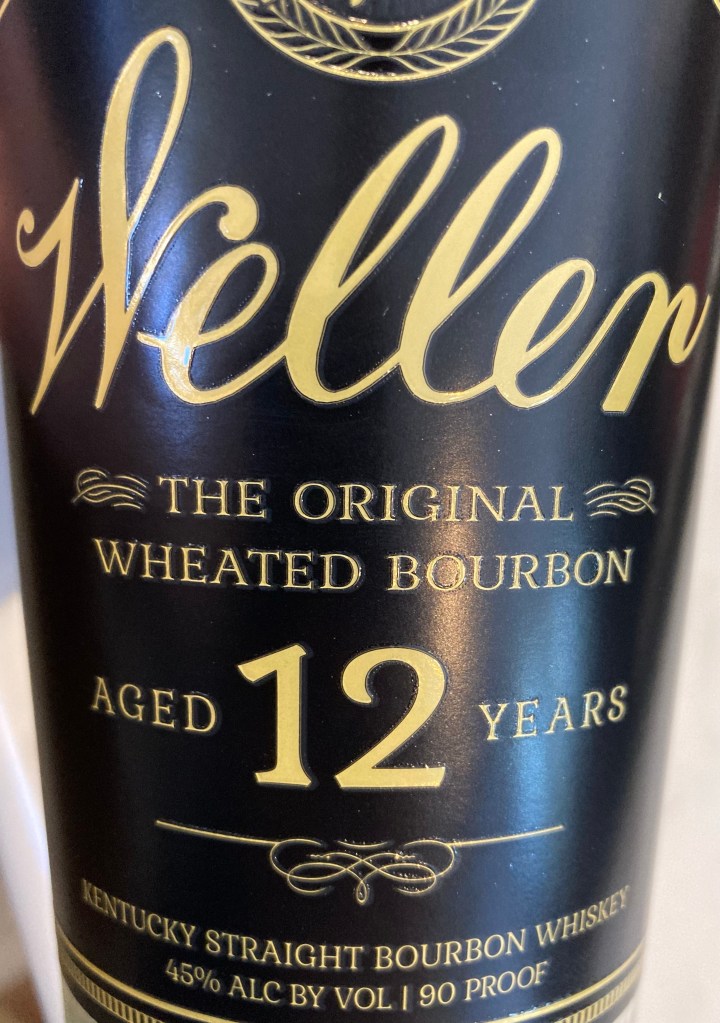 Weller
THE ORIGINAL
WHEATED BOURBON
AGED 12 YEARS
KENTUCKY STRAIGHT BOURBON WHISKEY
45% ALC BY VOL | 90 PROOF